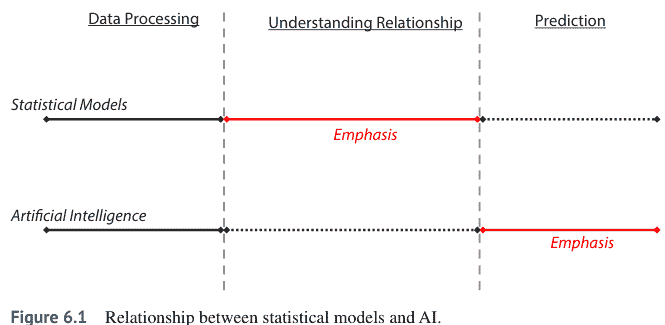 Data Processing Understanding Relationship Prediction
Statistical Models
Emphasis
Artificial Intelligence
Emphasis
Figure 6.1 Relationship between statistical models and AI.